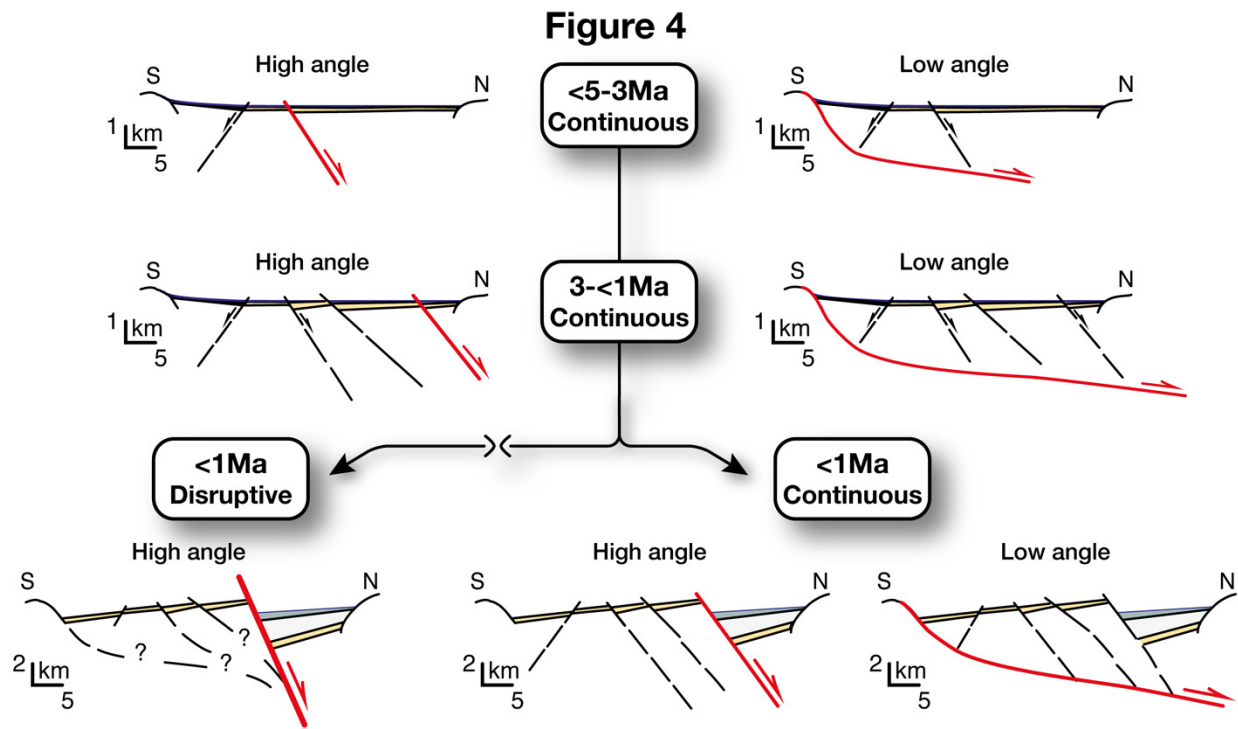 Figure 4
High angle
<5-3Ma
Continuous
Low angle
S
N
1
km
5
S
N
1
km
5
High angle
3-<1Ma
Continuous
Low angle
S
N
1
km
5
S
N
1
km
5
<1Ma
Disruptive
<1Ma
Continuous
High angle
S
N
?
?
?
2
km
5
High angle
S
N
2
km
5
Low angle
S
N
2
km
5